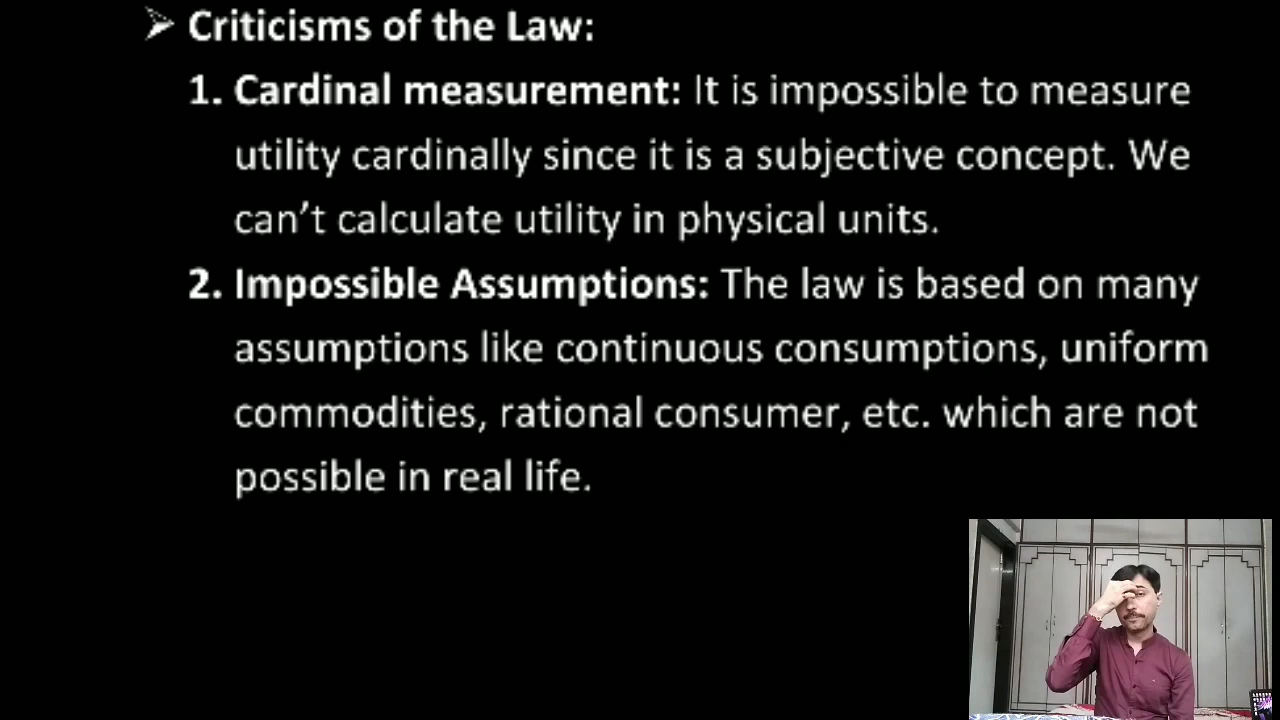 ➢ Criticisms of the Law:
1. Cardinal measurement: It is impossible to measure
utility cardinally since it is a subjective concept. We
can't calculate utility in physical units.
2. Impossible Assumptions: The law is based on many
assumptions like continuous consumptions, uniform
commodities, rational consumer, etc. which are not
possible in real life.